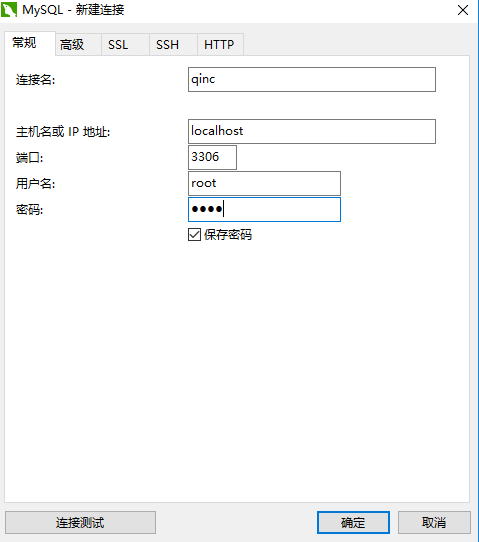 MySQL - 新建连接
常规 高级 SSL SSH HTTP
连接名: qinc
主机名或 IP 地址: localhost
端口: 3306
用户名: root
密码: ●●●●
保存密码
连接测试 确定 取消